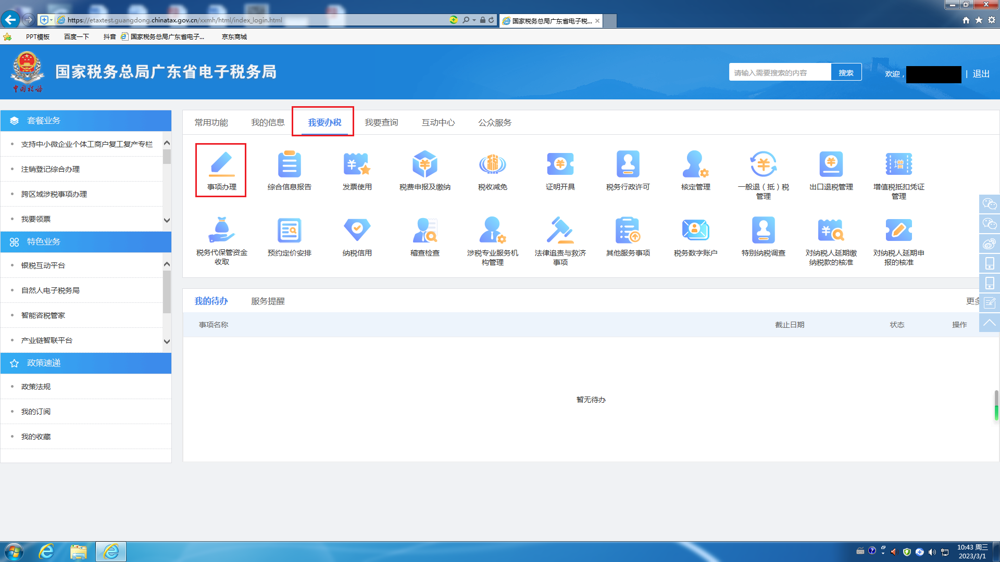 https://etaxtest.guangdong.chinatax.gov.cn/xxmh/html/index_login.html
国家税务总局广东省电子税...
PPT模板
百度一下
抖音
国家税务总局广东省电子...
京东商城
中国税务
国家税务总局广东省电子税务局
请输入需要搜索的内容
搜索
欢迎，
|
退出
套餐业务
支持中小微企业个体工商户复工复产专栏
注销登记综合办理
跨区域涉税事项办理
我要领票
特色业务
银税互动平台
自然人电子税务局
智能咨税管家
产业链智联平台
政策速递
政策法规
我的订阅
我的收藏
常用功能
我的信息
我要办税
我要查询
互动中心
公众服务
事项办理
综合信息报告
发票使用
税费申报及缴纳
税
税收减免
证明开具
税务行政许可
核定管理
一般退（抵）税
管理
出口退税管理
增
增值税抵扣凭证
管理
税务代保管资金
收取
预约定价安排
纳税信用
稽查检查
涉税专业服务机
构管理
法律追责与救济
事项
其他服务事项
税务数字账户
特别纳税调查
对纳税人延期缴
纳税款的核准
对纳税人延期申
报的核准
我的待办
服务提醒
更多
事项名称
截止日期
状态
操作
暂无待办
10:43 周三
2023/3/1